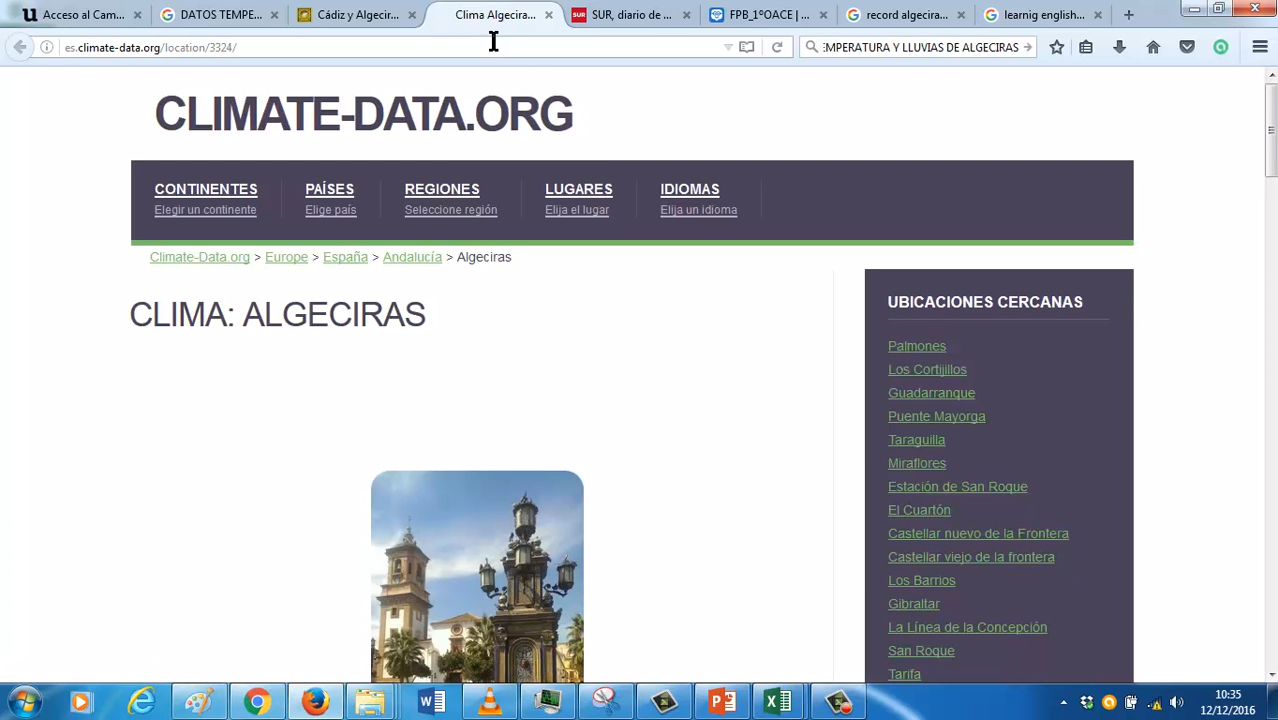 Acceso al Cam...
DATOS TEMPE...
Cádiz y Algecir...
Clima Algecira...
SUR
SUR, diario de ...
FPB_1ºOACE | ...
record algecira...
learnig english...
es.climate-data.org/location/3324/
EMPERATURA Y LLUVIAS DE ALGECIRAS
CLIMATE-DATA.ORG
CONTINENTES
Elegir un continente
PAÍSES
Elige país
REGIONES
Seleccione región
LUGARES
Elija el lugar
IDIOMAS
Elija un idioma
Climate-Data.org > Europe > España > Andalucía > Algeciras
CLIMA: ALGECIRAS
UBICACIONES CERCANAS
Palmones
Los Cortijillos
Guadarranque
Puente Mayorga
Taraguilla
Miraflores
Estación de San Roque
El Cuartón
Castellar nuevo de la Frontera
Castellar viejo de la frontera
Los Barrios
Gibraltar
La Línea de la Concepción
San Roque
Tarifa
10:35
12/12/2016